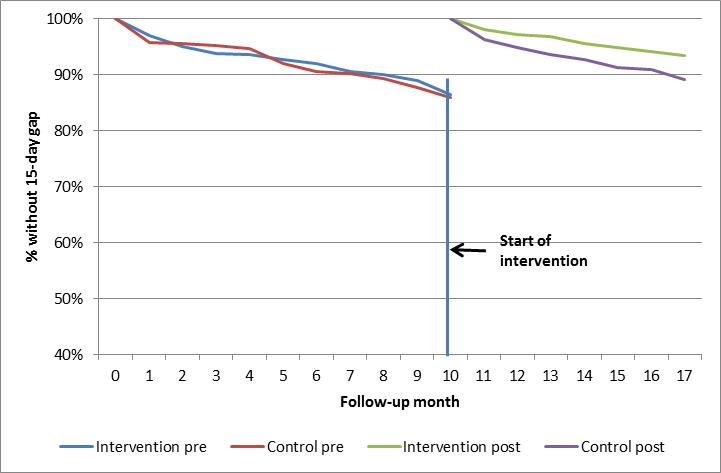 100%
90%
80%
70%
60%
50%
40%
% without 15-day gap
Start of
intervention
0 1 2 3 4 5 6 7 8 9 10 11 12 13 14 15 16 17
Follow-up month
Intervention pre Control pre Intervention post Control post